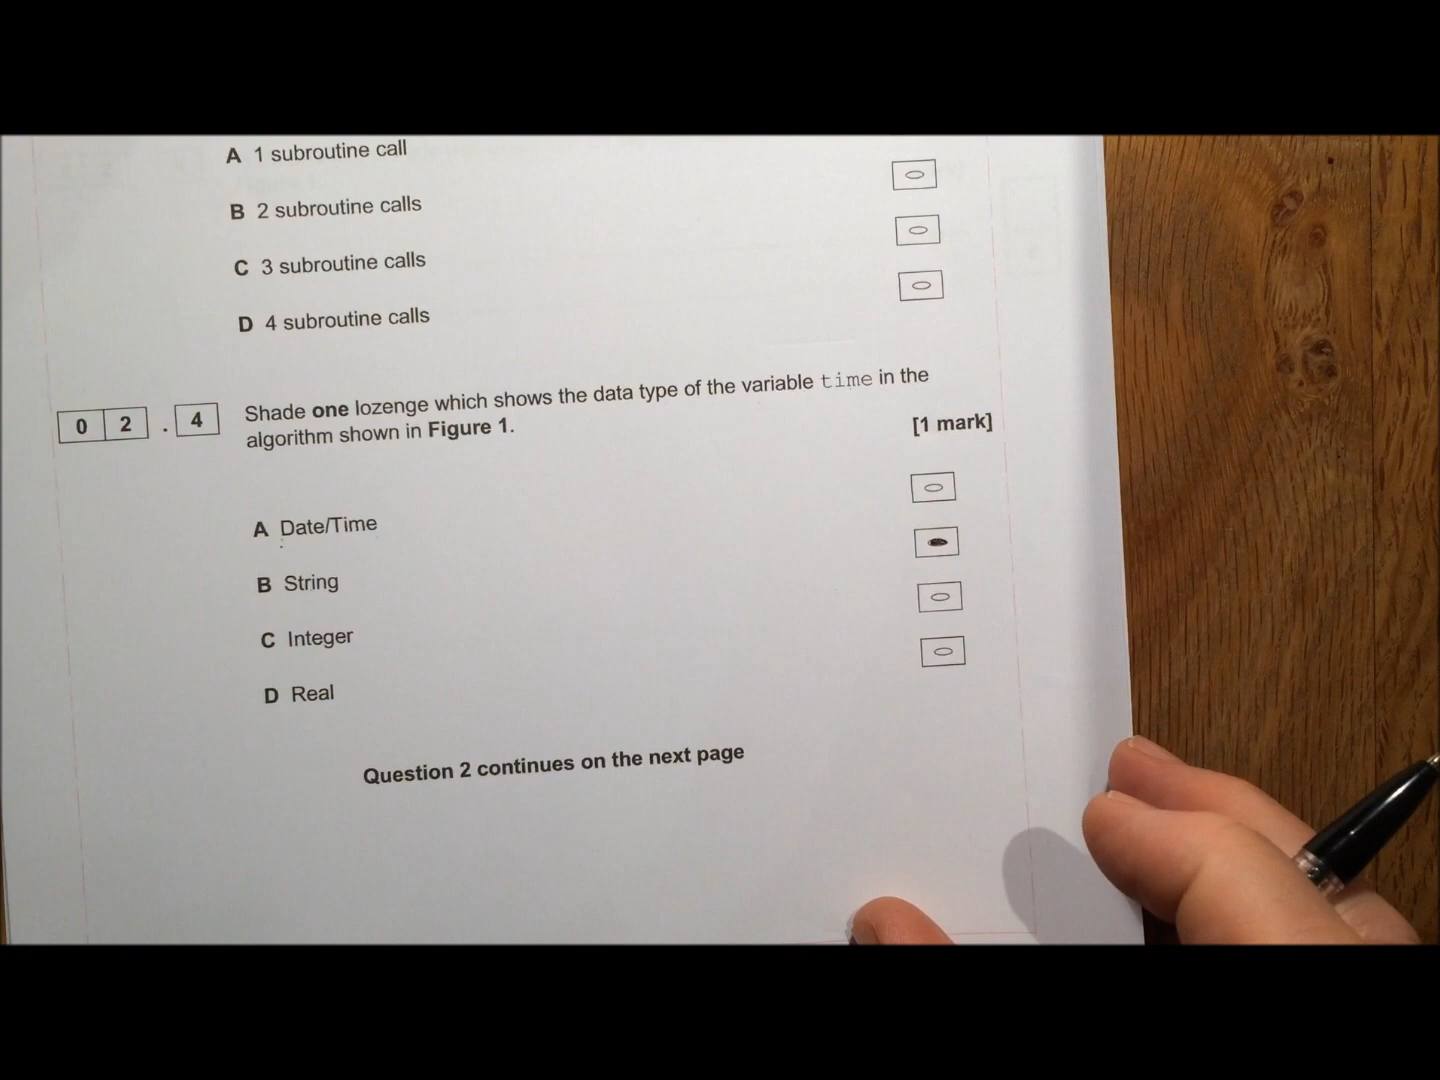 A 1 subroutine call
B 2 subroutine calls
C 3 subroutine calls
D 4 subroutine calls
0 2 . 4 Shade one lozenge which shows the data type of the variable time in the
algorithm shown in Figure 1.
[1 mark]
A Date/Time
B String
C Integer
D Real
Question 2 continues on the next page